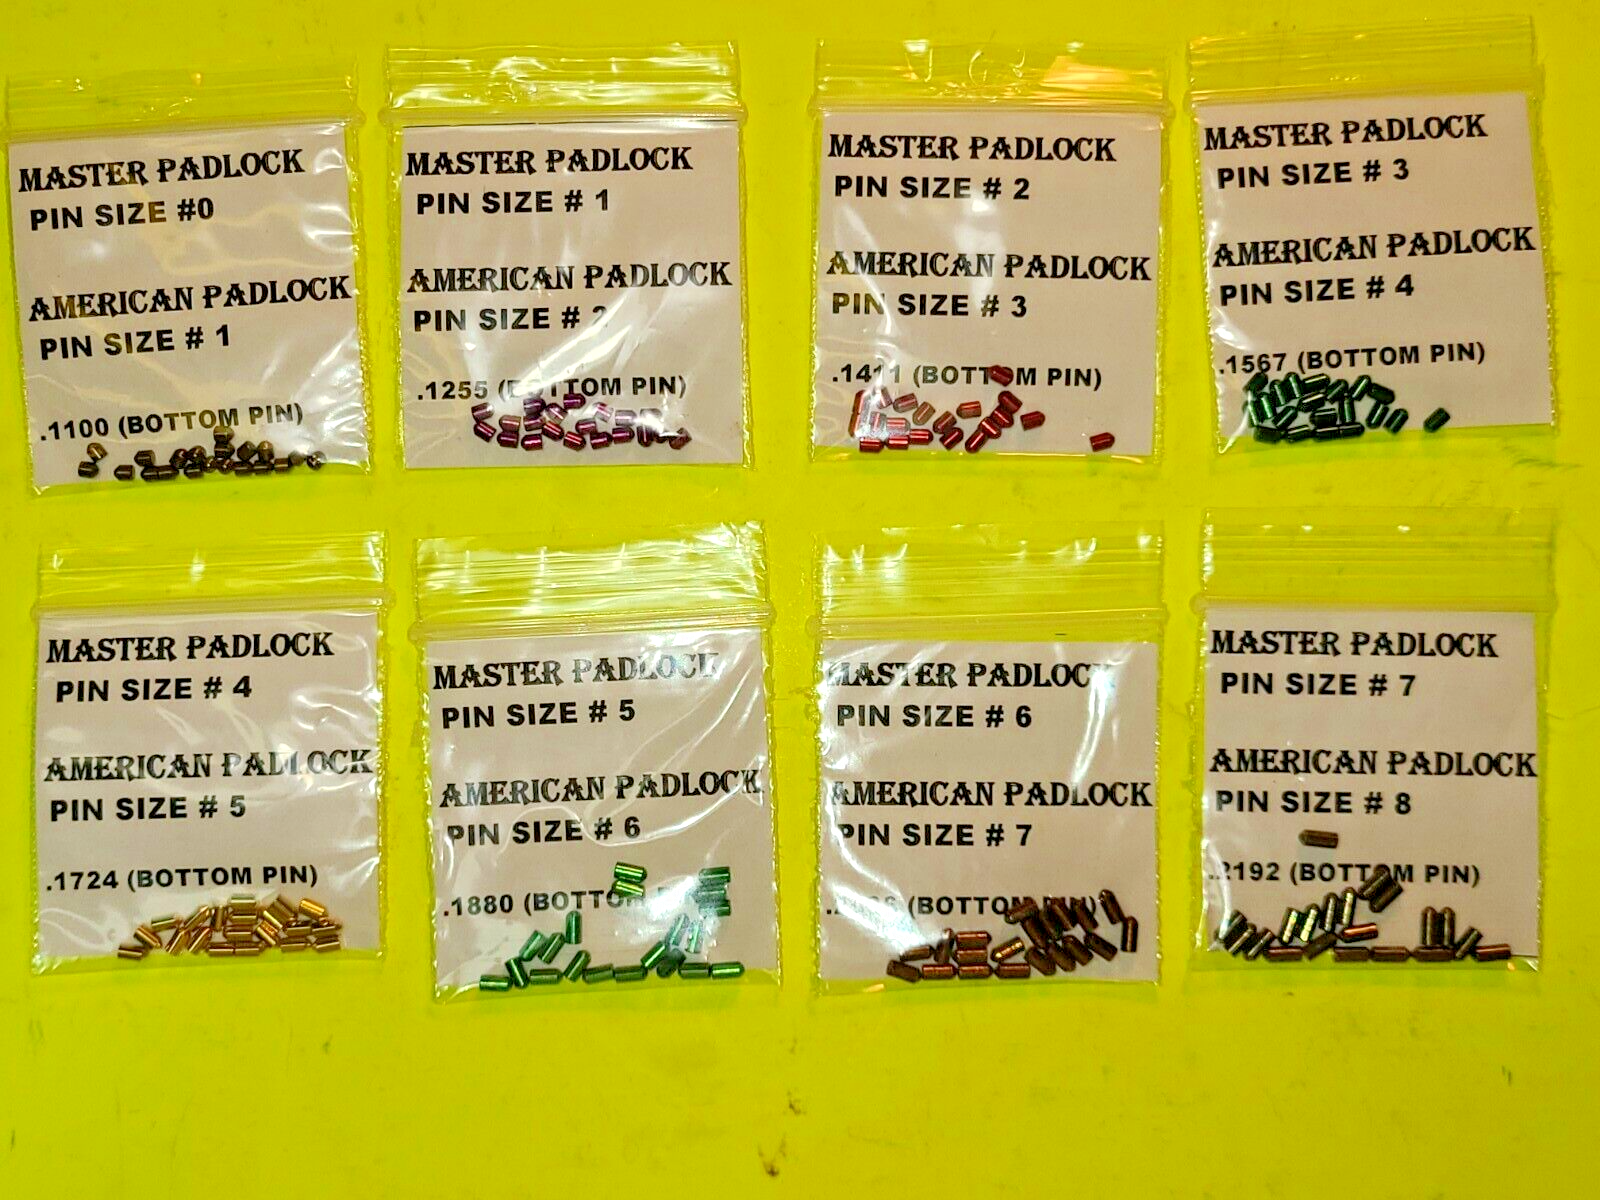 MASTER PADLOCK
PIN SIZE #0
AMERICAN PADLOCK
PIN SIZE # 1
.1100 (BOTTOM PIN)
MASTER PADLOCK
PIN SIZE # 1
AMERICAN PADLOCK
PIN SIZE # 2
.1255 (BOTTOM PIN)
MASTER PADLOCK
PIN SIZE # 2
AMERICAN PADLOCK
PIN SIZE # 3
.1411 (BOTTOM PIN)
MASTER PADLOCK
PIN SIZE # 3
AMERICAN PADLOCK
PIN SIZE # 4
.1567 (BOTTOM PIN)
MASTER PADLOCK
PIN SIZE # 4
AMERICAN PADLOCK
PIN SIZE # 5
.1724 (BOTTOM PIN)
MASTER PADLOCK
PIN SIZE # 5
AMERICAN PADLOCK
PIN SIZE # 6
.1880 (BOTTOM
MASTER PADLOCK
PIN SIZE # 6
AMERICAN PADLOCK
PIN SIZE # 7
(BOTTOM PIN)
MASTER PADLOCK
PIN SIZE # 7
AMERICAN PADLOCK
PIN SIZE # 8
.2192 (BOTTOM PIN)